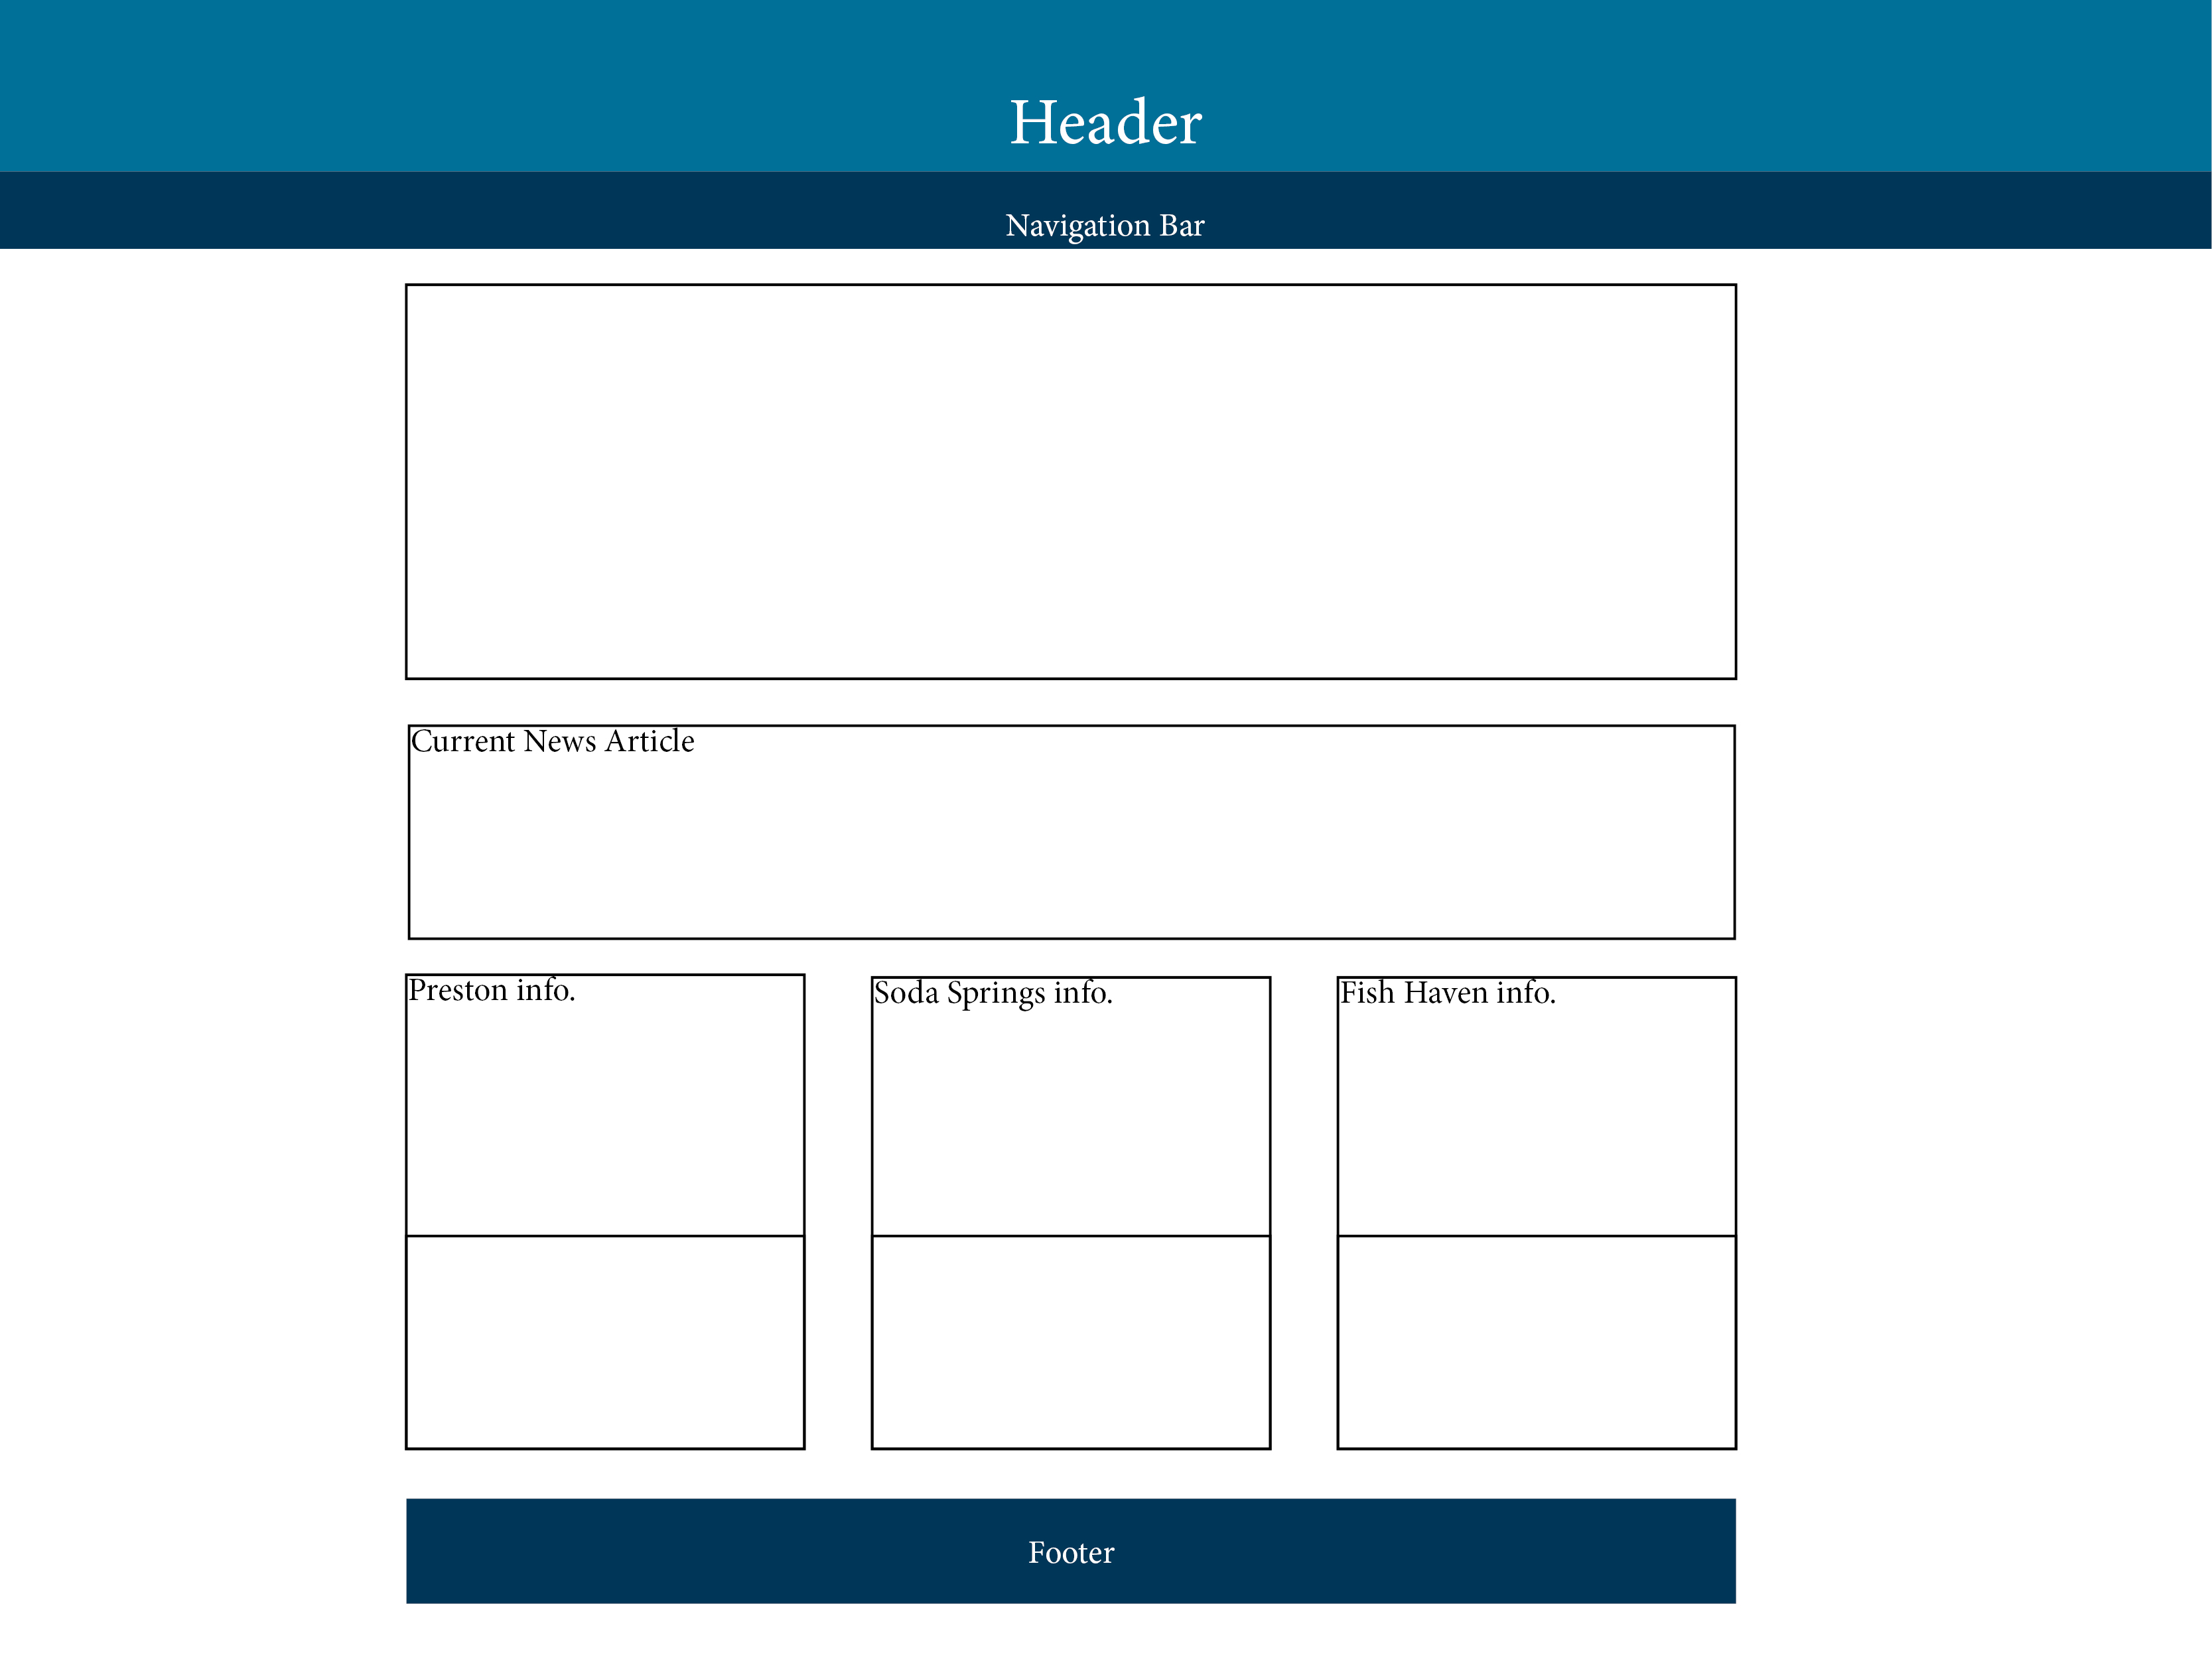 Header
Navigation Bar
Current News Article
Preston info.
Soda Springs info.
Fish Haven info.
Footer